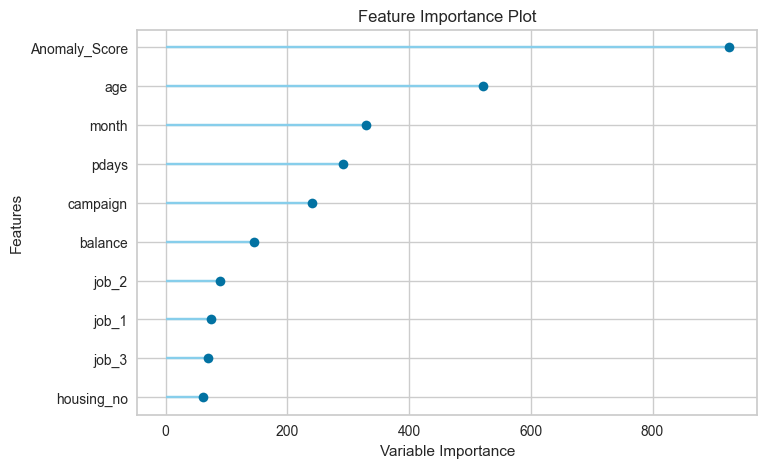 Feature Importance Plot
Features
Anomaly_Score
age
month
pdays
campaign
balance
job_2
job_1
job_3
housing_no
0 200 400 600 800
Variable Importance